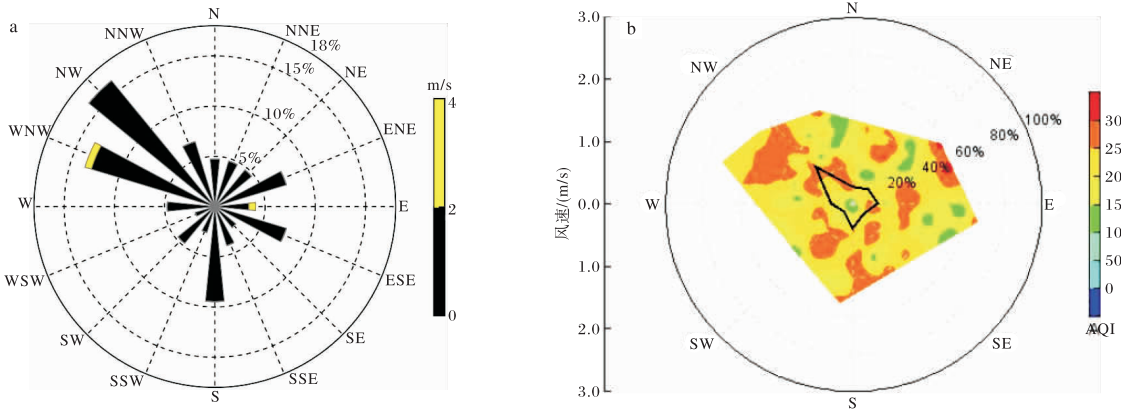 a
N
NNE
NE
ENE
E
ESE
SE
SSE
S
SSW
SW
WSW
W
WNW
NW
NNW
18%
15%
10%
5%
m/s
4
2
0
b
3.0
2.0
1.0
0.0
1.0
2.0
3.0
风速/(m/s)
N
NE
E
SE
S
SW
W
NW
100%
80%
60%
40%
20%
30
25
20
15
10
50
0
AQI